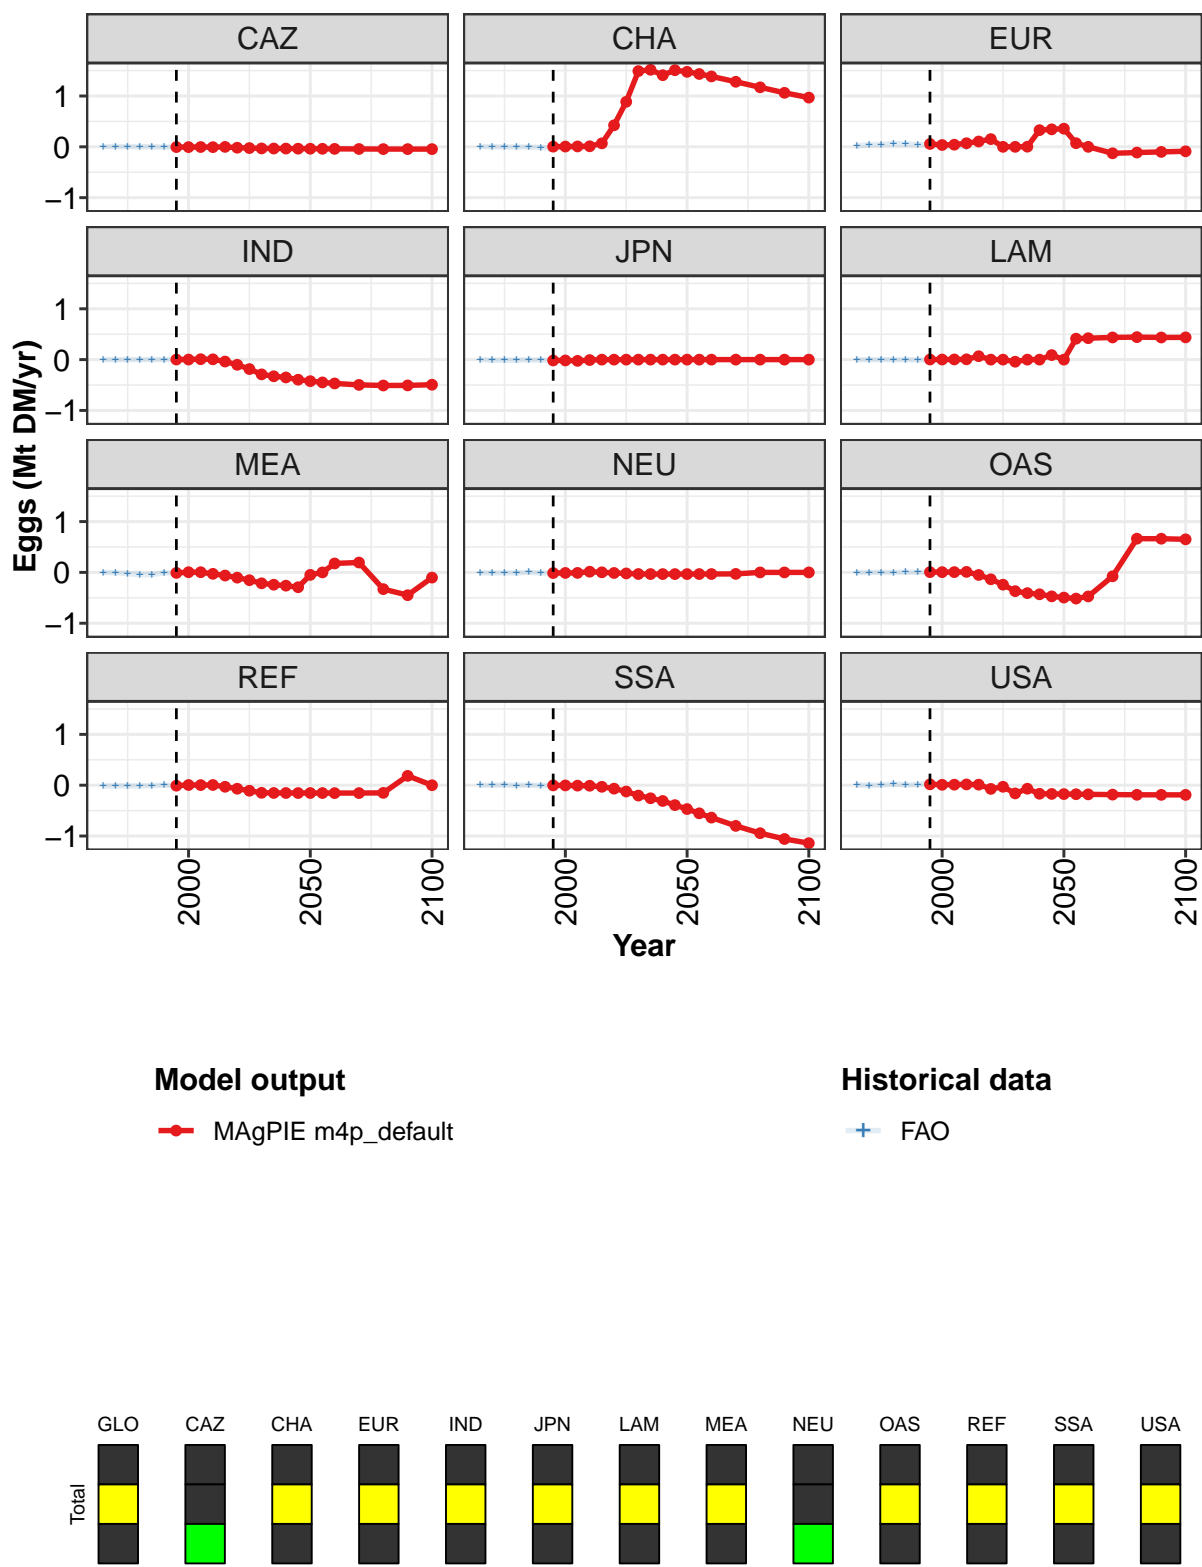 CAZ CHA EUR
1
0
−1
IND JPN LAM
1
0
−1
MEA NEU OAS
1
0
−1
REF SSA USA
1
0
−1
Eggs (Mt DM/yr)
2000 2050 2100 2000 2050 2100 2000 2050 2100
Year
Model output Historical data
MAgPIE m4p_default FAO
GLO CAZ CHA EUR IND JPN LAM MEA NEU OAS REF SSA USA
Total